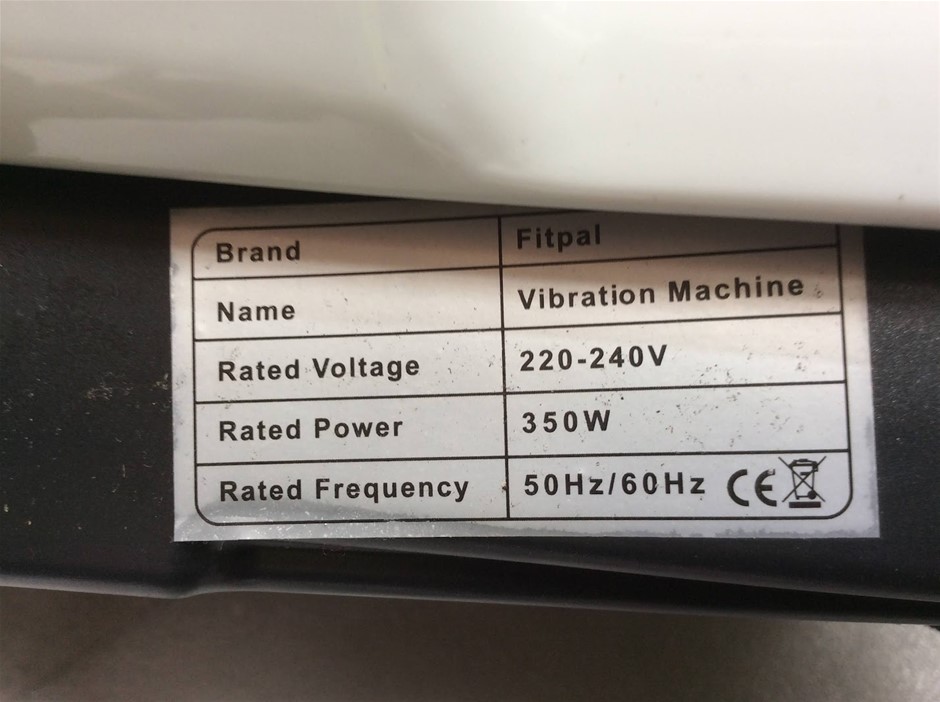 Brand Fitpal
Name Vibration Machine
Rated Voltage 220-240V
Rated Power 350W
Rated Frequency 50Hz/60Hz CE